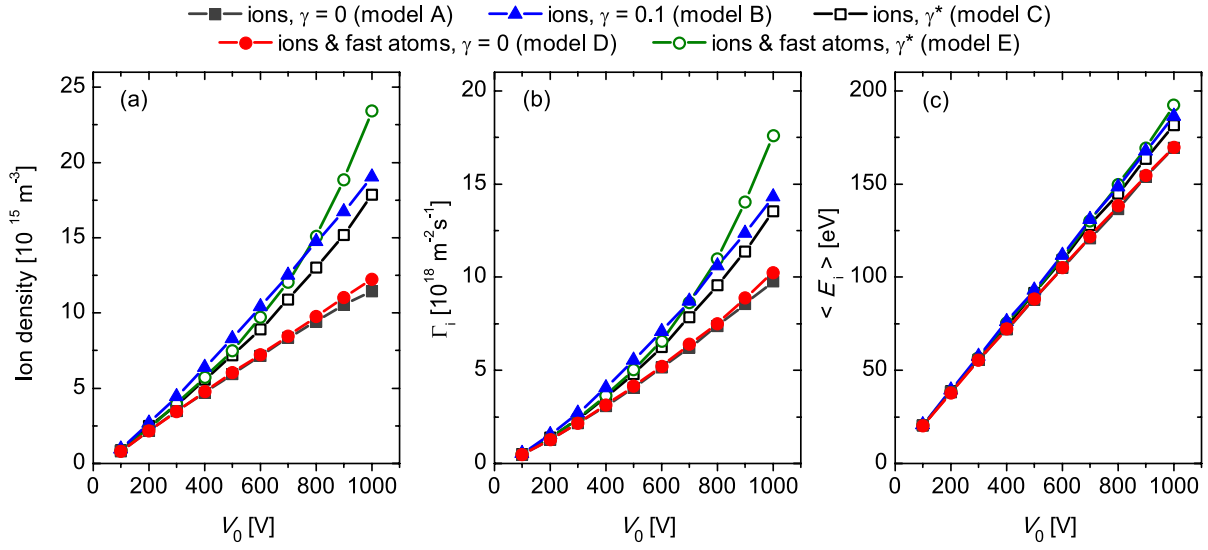 ions, γ = 0 (model A) ions, γ = 0.1 (model B) ions, γ* (model C)
ions & fast atoms, γ = 0 (model D) ions & fast atoms, γ* (model E)
(a)
Ion density [10 ¹⁵ m⁻³]
25
20
15
10
5
0
0 200 400 600 800 1000
V₀ [V]
(b)
Γᵢ [10¹⁸ m⁻²s⁻¹]
20
15
10
5
0
0 200 400 600 800 1000
V₀ [V]
(c)
< Eᵢ > [eV]
200
150
100
50
0
0 200 400 600 800 1000
V₀ [V]